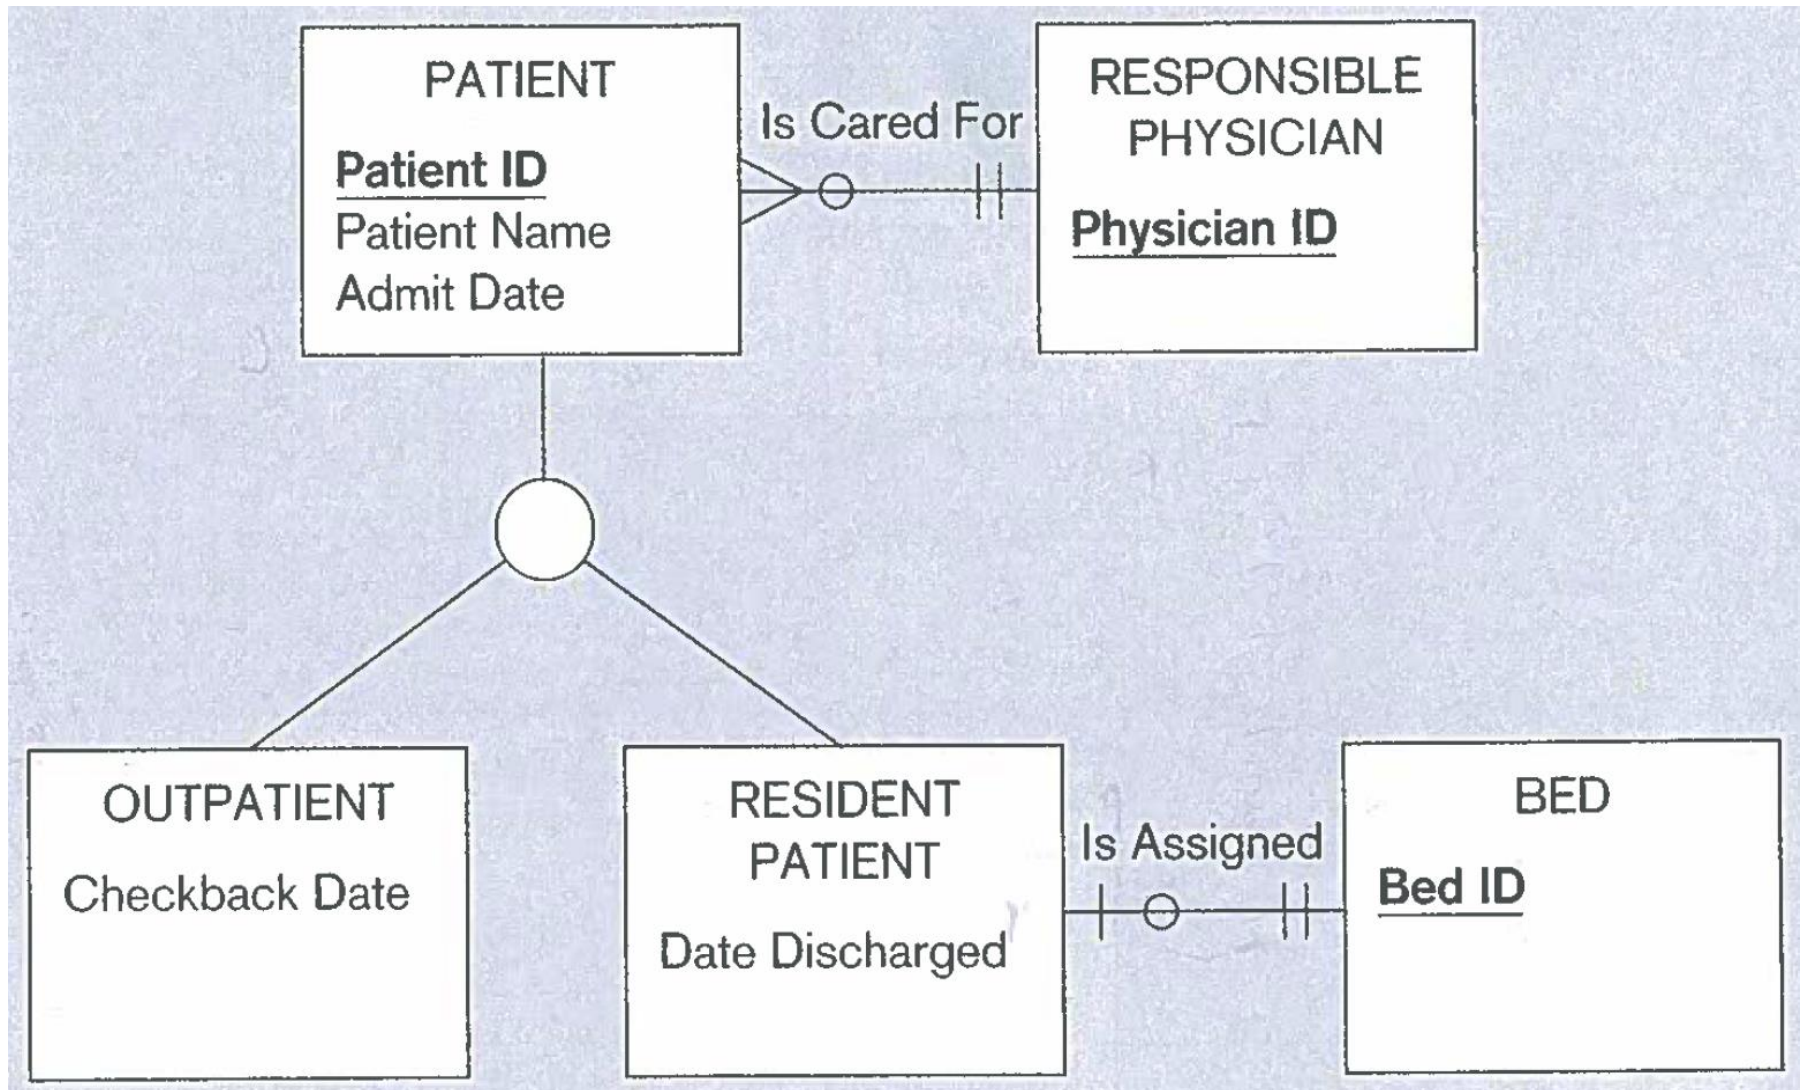 PATIENT
Patient ID
Patient Name
Admit Date
Is Cared For
RESPONSIBLE
PHYSICIAN
Physician ID
OUTPATIENT
Checkback Date
RESIDENT
PATIENT
Date Discharged
Is Assigned
BED
Bed ID